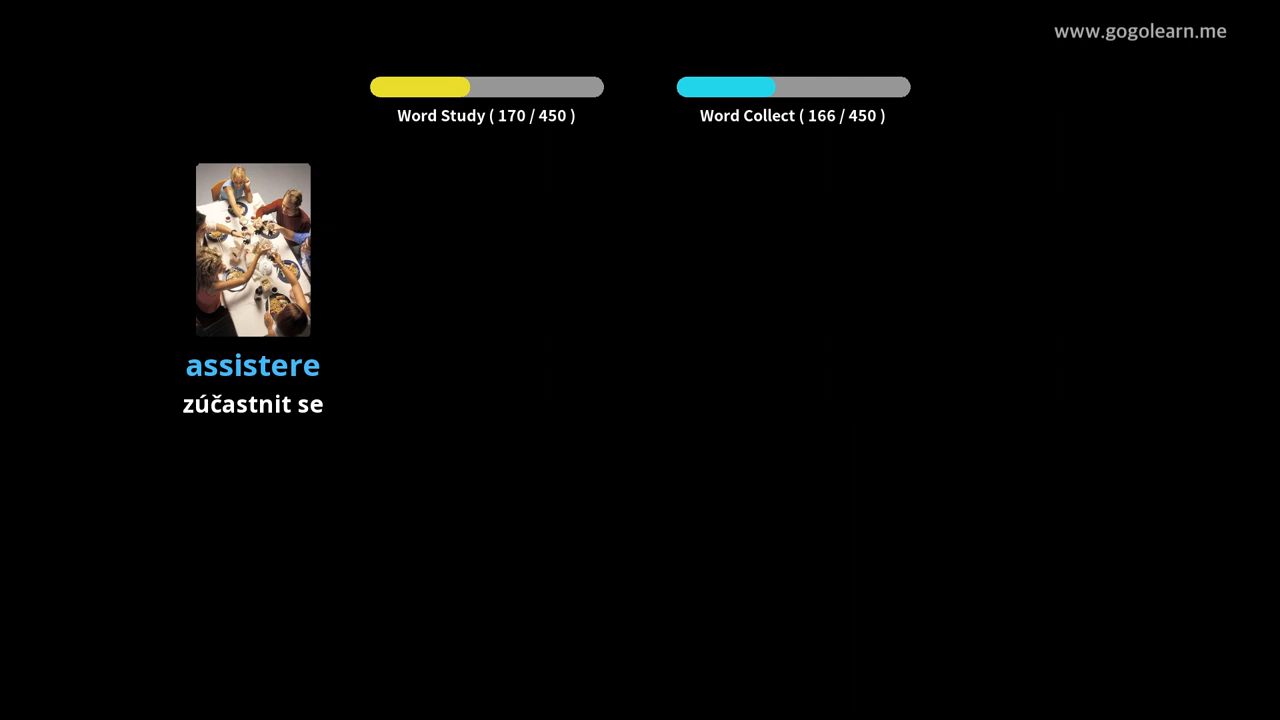 www.gogolearn.me
Word Study ( 170 / 450 )
Word Collect ( 166 / 450 )
assistere
zúčastnit se